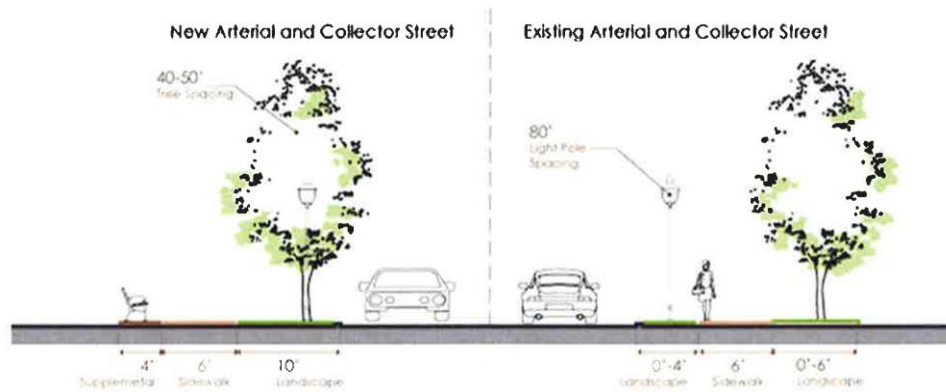 New Arterial and Collector Street
Existing Arterial and Collector Street
40-50'
Tree Spacing
80'
Light Pole
Spacing
4' 6' 10' 0'-4' 6' 0'-6'
Supplemetal Sidewalk Landscape Landscape Sidewalk Landscape